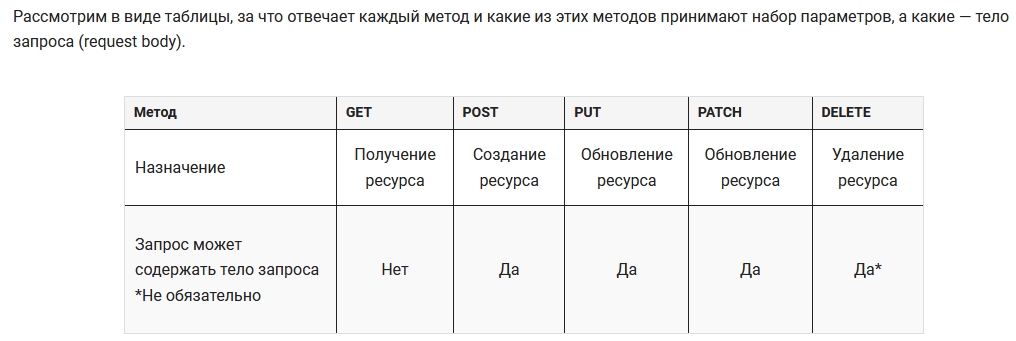 Рассмотрим в виде таблицы, за что отвечает каждый метод и какие из этих методов принимают набор параметров, а какие — тело
запроса (request body).
Метод GET POST PUT PATCH DELETE
Назначение
Получение
ресурса
Создание
ресурса
Обновление
ресурса
Обновление
ресурса
Удаление
ресурса
Запрос может
содержать тело запроса
*Не обязательно
Нет
Да
Да
Да
Да*